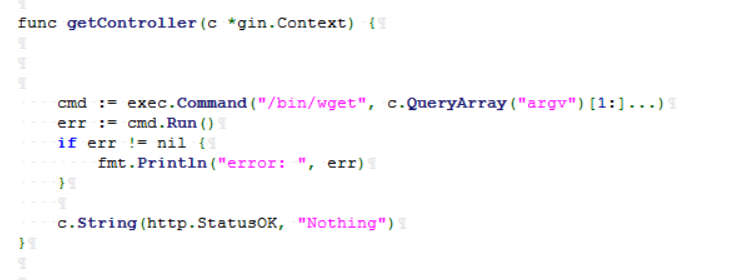 func getController(c *gin.Context) {
    cmd := exec.Command("/bin/wget", c.QueryArray("argv")[1:]...)
    err := cmd.Run()
    if err != nil {
        fmt.Println("error: ", err)
    }
    c.String(http.StatusOK, "Nothing")
}